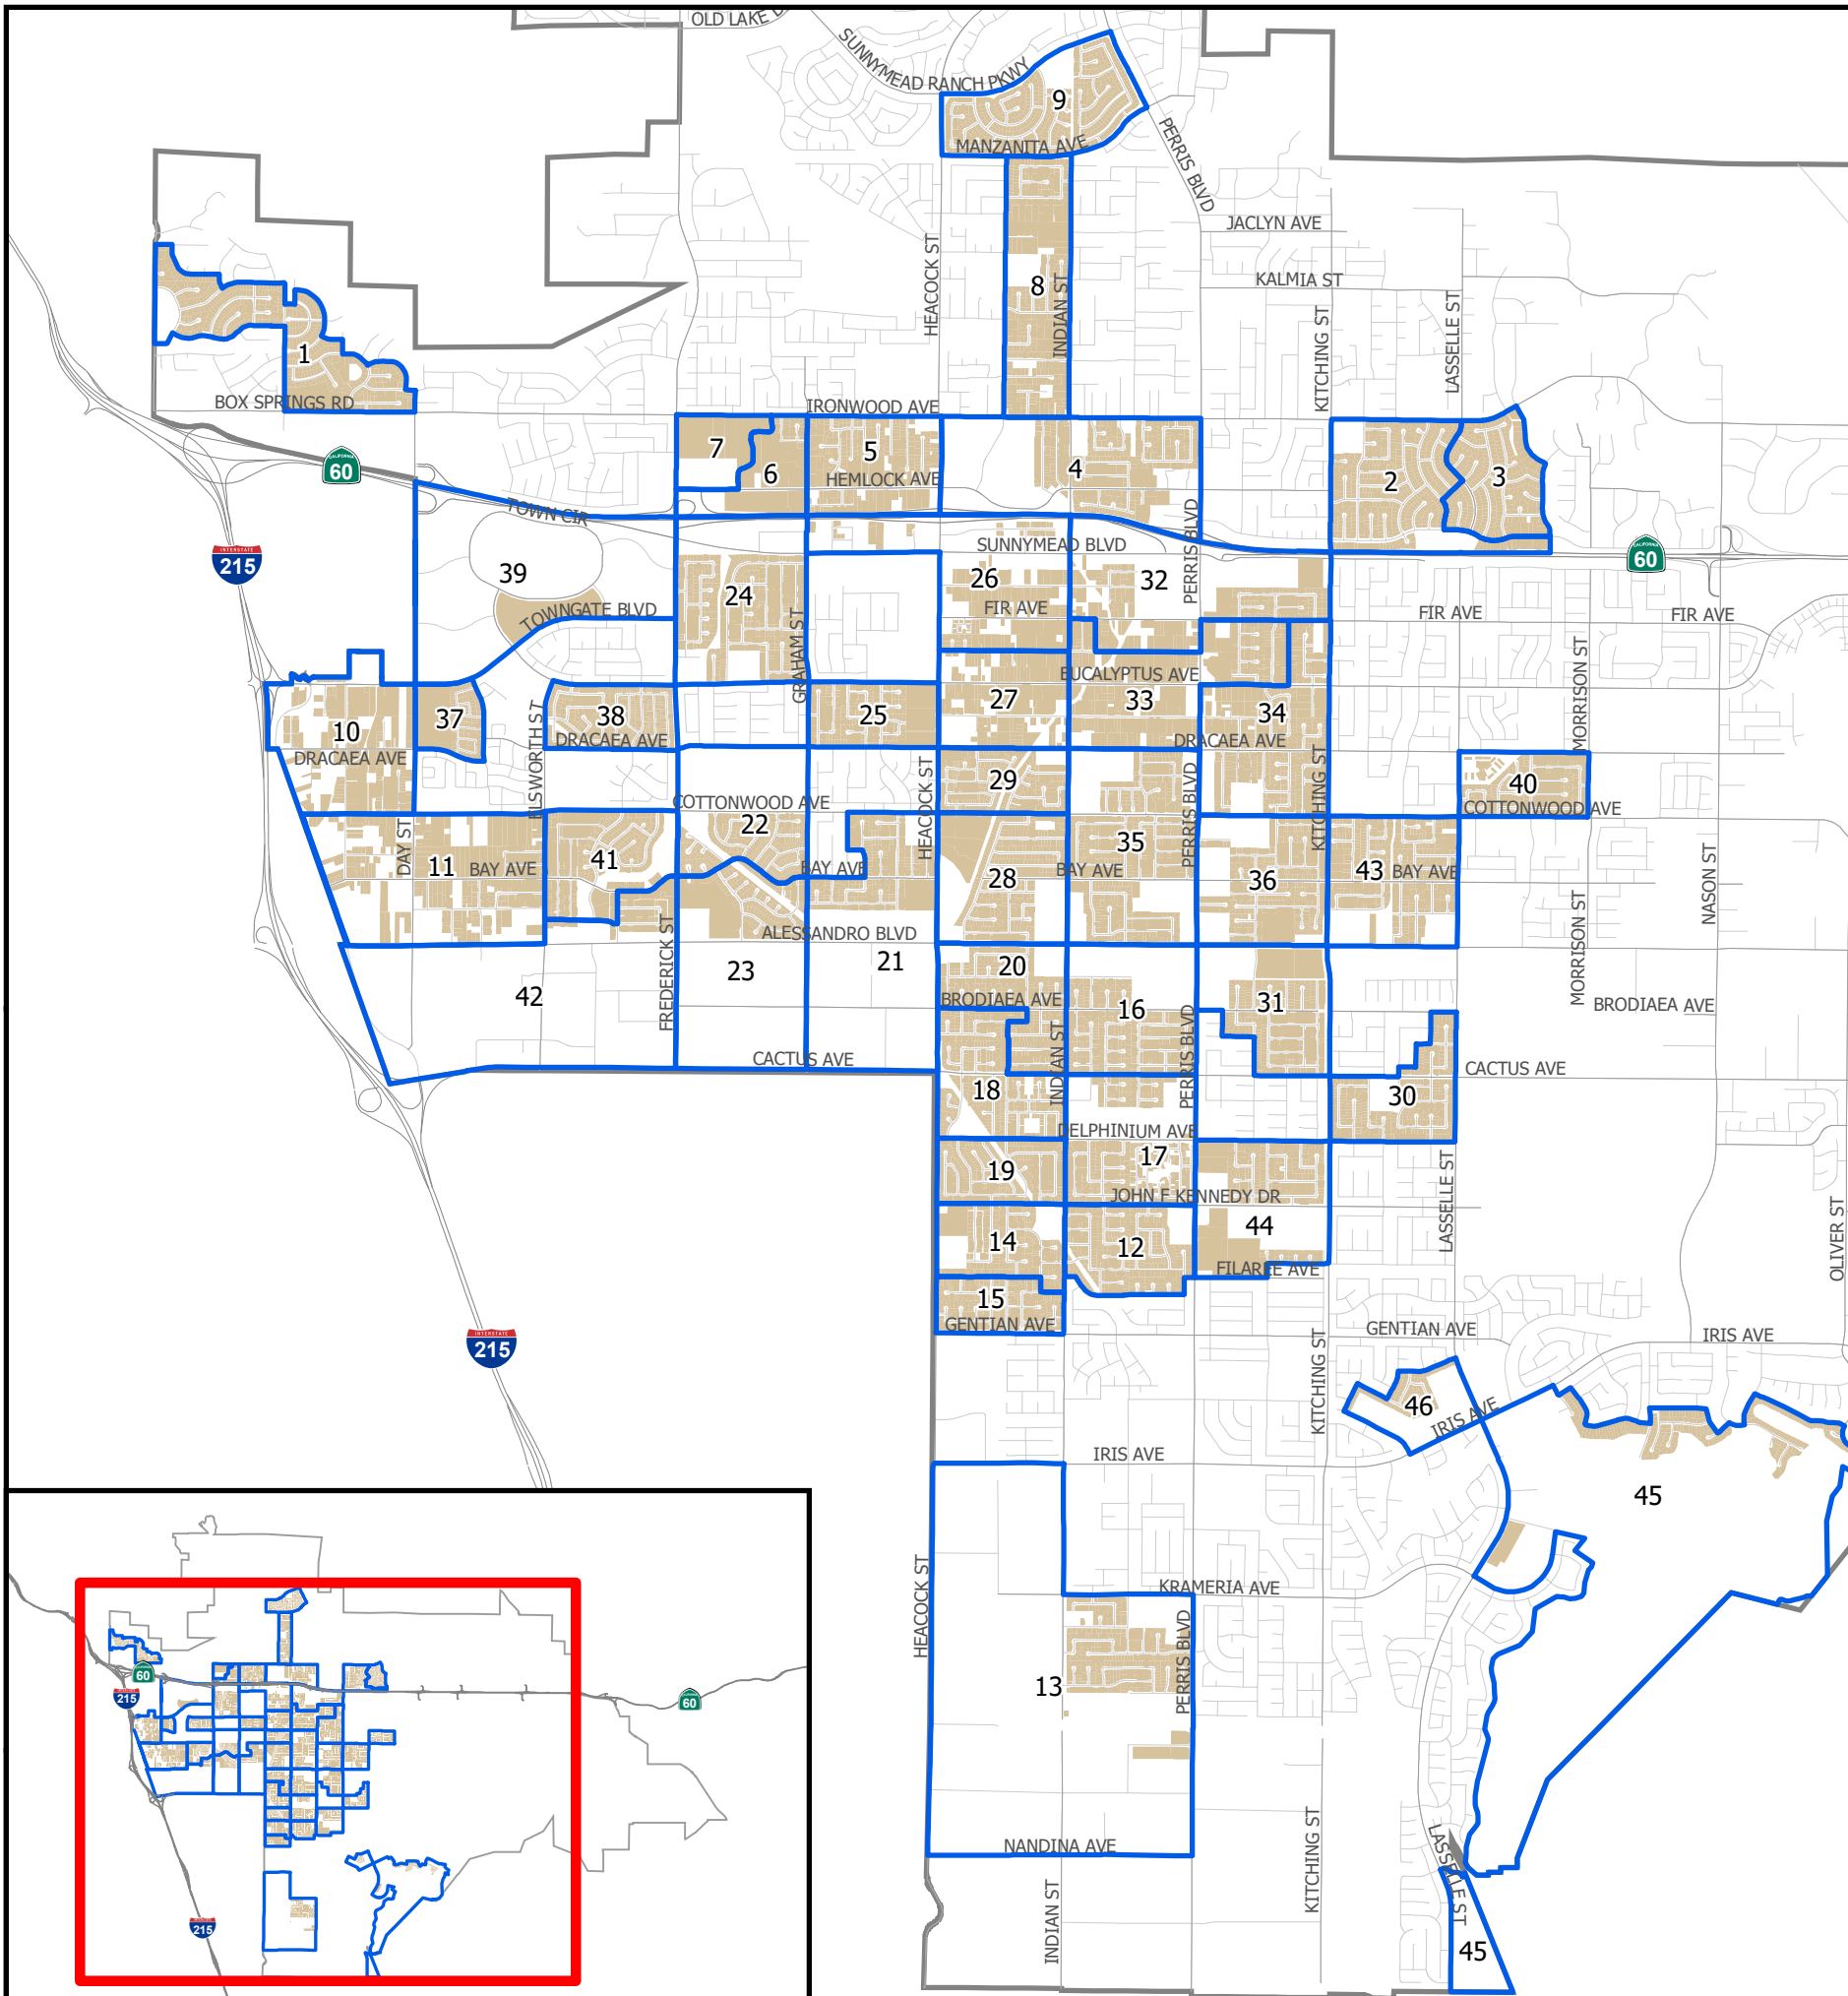 OLD LAKE D
SUNNYMEAD RANCH PKWY
9
MANZANITA AVE
PERRIS BLVD
JACLYN AVE
HEACOCK ST
KALMIA ST
8
INDIAN ST
KITCHING ST
LASSELLE ST
1
BOX SPRINGS RD
IRONWOOD AVE
7
6
5
4
2
3
HEMLOCK AVE
CALIFORNIA
60
TOWN CIR
PERRIS BLVD
SUNNYMEAD BLVD
CALIFORNIA
60
INTERSTATE
215
39
24
26
32
FIR AVE
FIR AVE
FIR AVE
TOWNGATE BLVD
GRAHAM ST
EUCALYPTUS AVE
MORRISON ST
10
37
38
25
27
33
34
DRACAEA AVE
DRACAEA AVE
DRACAEA AVE
ELSWORTH ST
HEACOCK ST
29
PERRIS BLVD
KITCHING ST
40
COTTONWOOD AVE
COTTONWOOD AVE
22
DAY ST
11
BAY AVE
41
BAY AVE
28
BAY AVE
35
36
43
BAY AVE
NASON ST
ALESSANDRO BLVD
FREDERICK ST
MORRISON ST
42
23
21
20
BRODIAEA AVE
16
31
BRODIAEA AVE
CACTUS AVE
INDIAN ST
PERRIS BLVD
CACTUS AVE
18
30
DELPHINIUM AVE
19
17
JOHN F KENNEDY DR
LASSELLE ST
OLIVER ST
14
12
44
FILAREE AVE
15
GENTIAN AVE
GENTIAN AVE
IRIS AVE
INTERSTATE
215
KITCHING ST
46
IRIS AVE
IRIS AVE
45
HEACOCK ST
KRAMERIA AVE
13
PERRIS BLVD
NANDINA AVE
KITCHING ST
LASSELLE ST
INDIAN ST
45
60
215
60
215